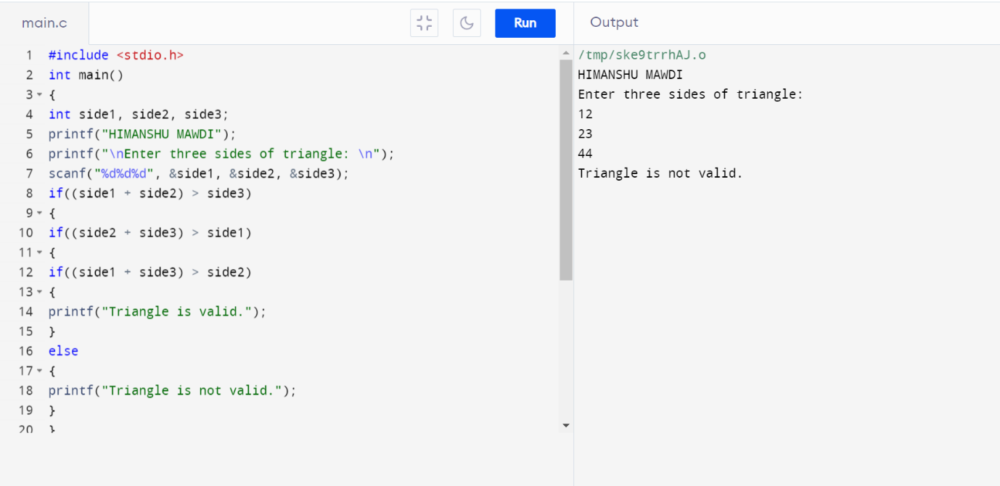 main.c
Run
Output
1 #include <stdio.h>
2 int main()
3 {
4 int side1, side2, side3;
5 printf("HIMANSHU MAWDI");
6 printf("\nEnter three sides of triangle: \n");
7 scanf("%d%d%d", &side1, &side2, &side3);
8 if((side1 + side2) > side3)
9 {
10 if((side2 + side3) > side1)
11 {
12 if((side1 + side3) > side2)
13 {
14 printf("Triangle is valid.");
15 }
16 else
17 {
18 printf("Triangle is not valid.");
19 }
20 }
/tmp/ske9trrhAJ.o
HIMANSHU MAWDI
Enter three sides of triangle:
12
23
44
Triangle is not valid.